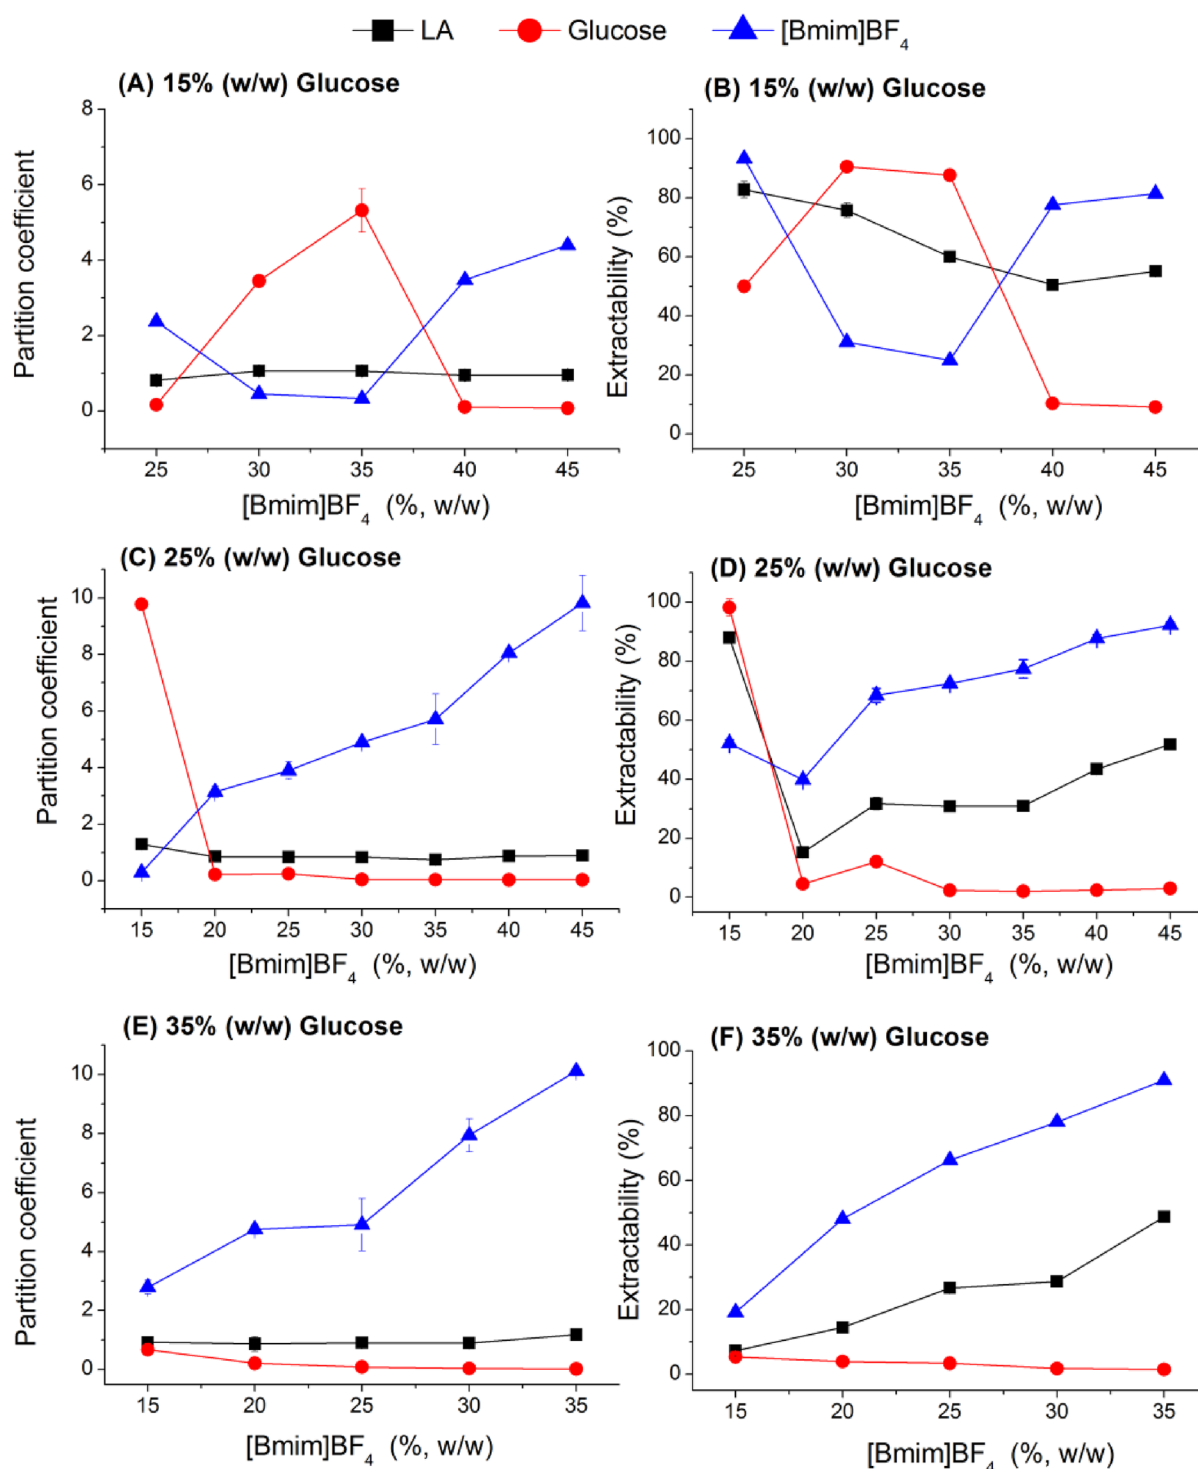 LA Glucose [Bmim]BF4
(A) 15% (w/w) Glucose
8
6
4
2
0
Partition coefficient
25 30 35 40 45
[Bmim]BF4 (%, w/w)
(B) 15% (w/w) Glucose
100
80
60
40
20
0
Extractability (%)
25 30 35 40 45
[Bmim]BF4 (%, w/w)
(C) 25% (w/w) Glucose
10
8
6
4
2
0
Partition coefficient
15 20 25 30 35 40 45
[Bmim]BF4 (%, w/w)
(D) 25% (w/w) Glucose
100
80
60
40
20
0
Extractability (%)
15 20 25 30 35 40 45
[Bmim]BF4 (%, w/w)
(E) 35% (w/w) Glucose
10
8
6
4
2
0
Partition coefficient
15 20 25 30 35
[Bmim]BF4 (%, w/w)
(F) 35% (w/w) Glucose
100
80
60
40
20
0
Extractability (%)
15 20 25 30 35
[Bmim]BF4 (%, w/w)